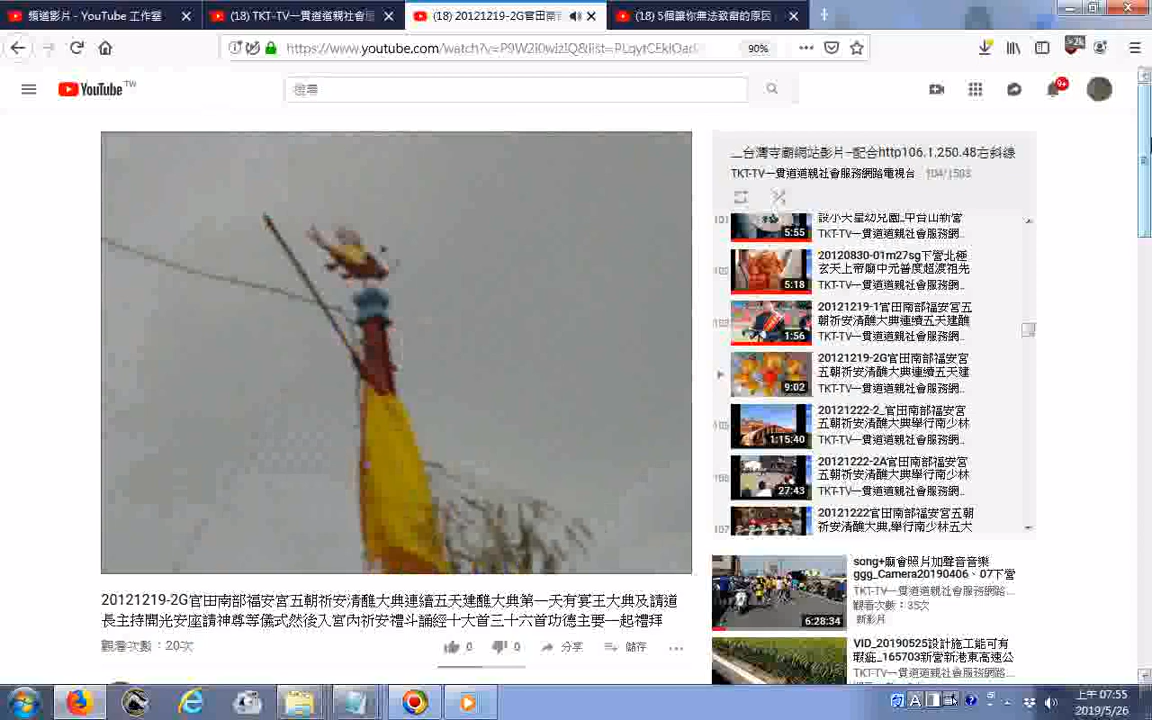 頻道影片 - YouTube 工作室
(18) TKT-TV一貫道道親社會
(18) 20121219-2G官田南
(18) 5個讓你無法致富的原因
https://www.youtube.com/watch?v=P9W2i0wizlQ&list=PLqytCEklOad
90%
YouTube TW
搜尋
9+
二台灣寺廟網站影片-配合http106.1.250.48右斜線
TKT-TV一貫道道親社會服務網路電視台 104/1503
設小天星幼兒園_中台山新營
5:55
TKT-TV一貫道道親社會服務網..
20120830-01m27sg下營北極
玄天上帝廟中元普度超渡祖先
5:18
TKT-TV一貫道道親社會服務網..
20121219-1官田南部福安宮五
朝祈安清醮大典連續五天建醮
1:56
TKT-TV一貫道道親社會服務網..
20121219-2G官田南部福安宮
五朝祈安清醮大典連續五天建
9:02
TKT-TV一貫道道親社會服務網..
20121222-2_官田南部福安宮
五朝祈安清醮大典舉行南少林
1:15:40
TKT-TV一貫道道親社會服務網..
20121222-2A官田南部福安宮
五朝祈安清醮大典舉行南少林
27:43
TKT-TV一貫道道親社會服務網..
107
20121222官田南部福安宮五朝
祈安清醮大典,舉行南少林五大
20121219-2G官田南部福安宮五朝祈安清醮大典連續五天建醮大典第一天有宴王大典及請道
長主持開光安座請神尊等儀式然後入宮內祈安禮斗誦經十大首三十六首功德主要一起禮拜
觀看次數：20次
0 0 分享 儲存
song+廟會照片加聲音音樂
ggg_Camera20190406、07下營
TKT-TV一貫道道親社會服務網路...
觀看次數：35次
新影片
6:28:34
VID_20190525設計施工能可有
瑕疵_165703新營新港東高速公
TKT-TV一貫道道親社會服務網路...
上午 07:55
2019/5/26